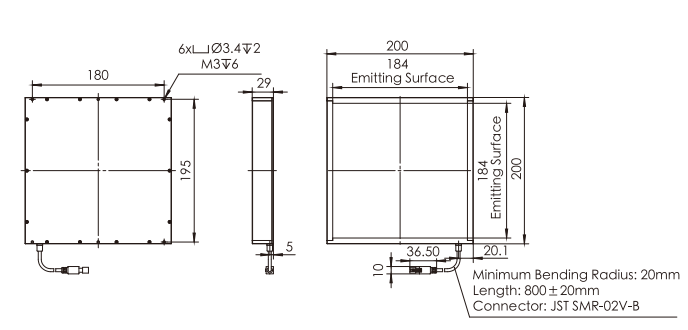 6x⌴Ø3.4↧2
M3↧6
180
195
29
5
200
184
Emitting Surface
184
Emitting Surface
200
36.50
20.1
10
Minimum Bending Radius: 20mm
Length: 800±20mm
Connector: JST SMR-02V-B